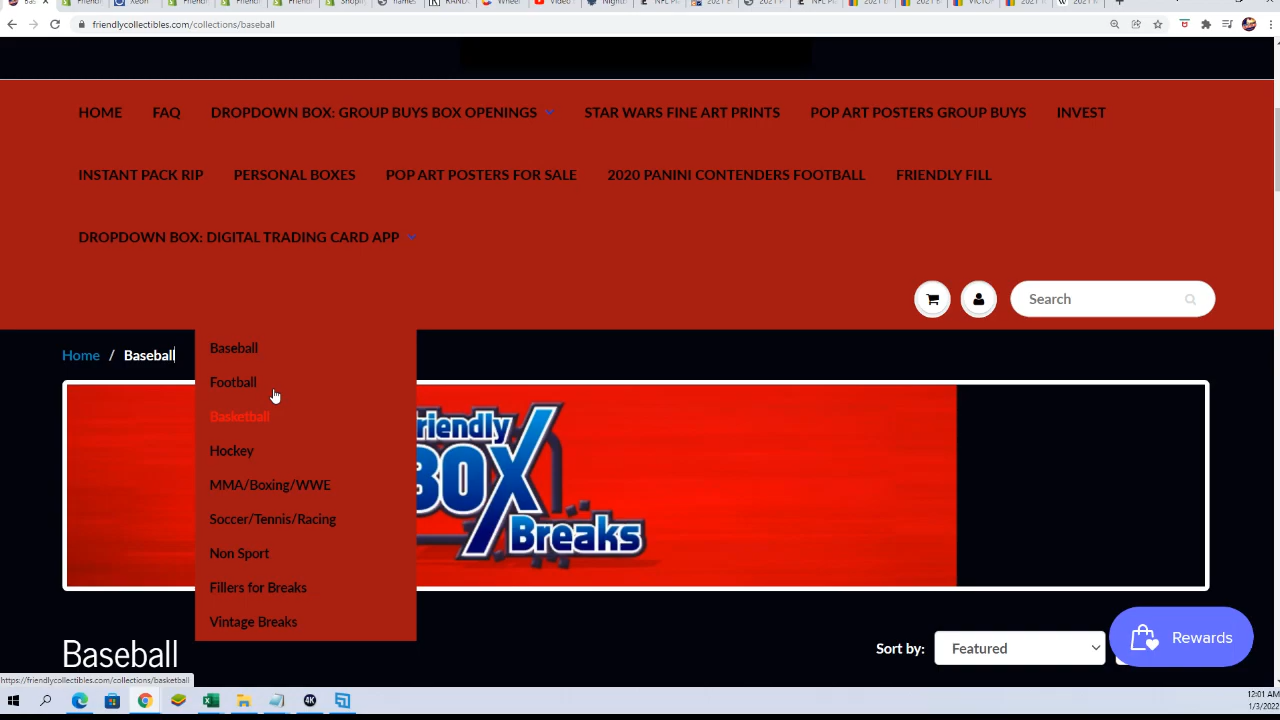 friendlycollectibles.com/collections/baseball
HOME FAQ DROPDOWN BOX: GROUP BUYS BOX OPENINGS STAR WARS FINE ART PRINTS POP ART POSTERS GROUP BUYS INVEST
INSTANT PACK RIP PERSONAL BOXES POP ART POSTERS FOR SALE 2020 PANINI CONTENDERS FOOTBALL FRIENDLY FILL
DROPDOWN BOX: DIGITAL TRADING CARD APP
Search
Home / Baseball
Baseball
Football
Basketball
Hockey
MMA/Boxing/WWE
Soccer/Tennis/Racing
Non Sport
Fillers for Breaks
Vintage Breaks
riendly
BOX
Breaks
Baseball
Sort by: Featured
Rewards
https://friendlycollectibles.com/collections/basketball
12:01 AM
1/3/2022